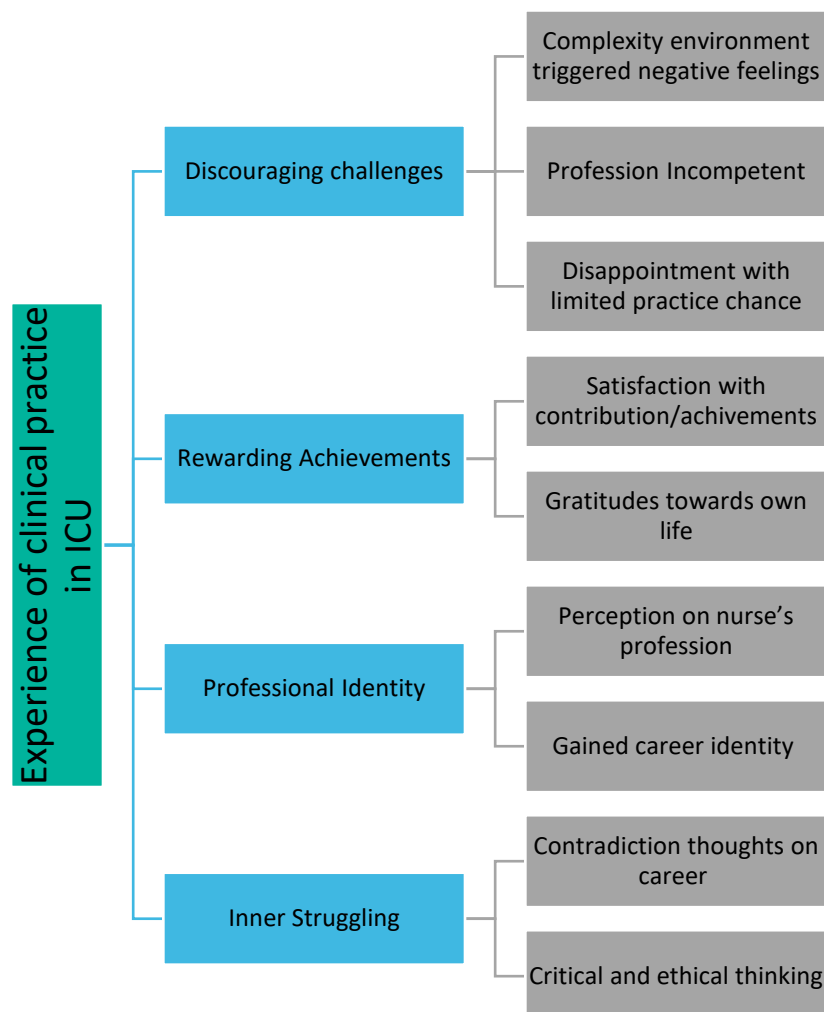 Experience of clinical practice
in ICU
Discouraging challenges
Complexity environment
triggered negative feelings
Profession Incompetent
Disappointment with
limited practice chance
Rewarding Achievements
Satisfaction with
contribution/achivements
Gratitudes towards own
life
Professional Identity
Perception on nurse’s
profession
Gained career identity
Inner Struggling
Contradiction thoughts on
career
Critical and ethical thinking